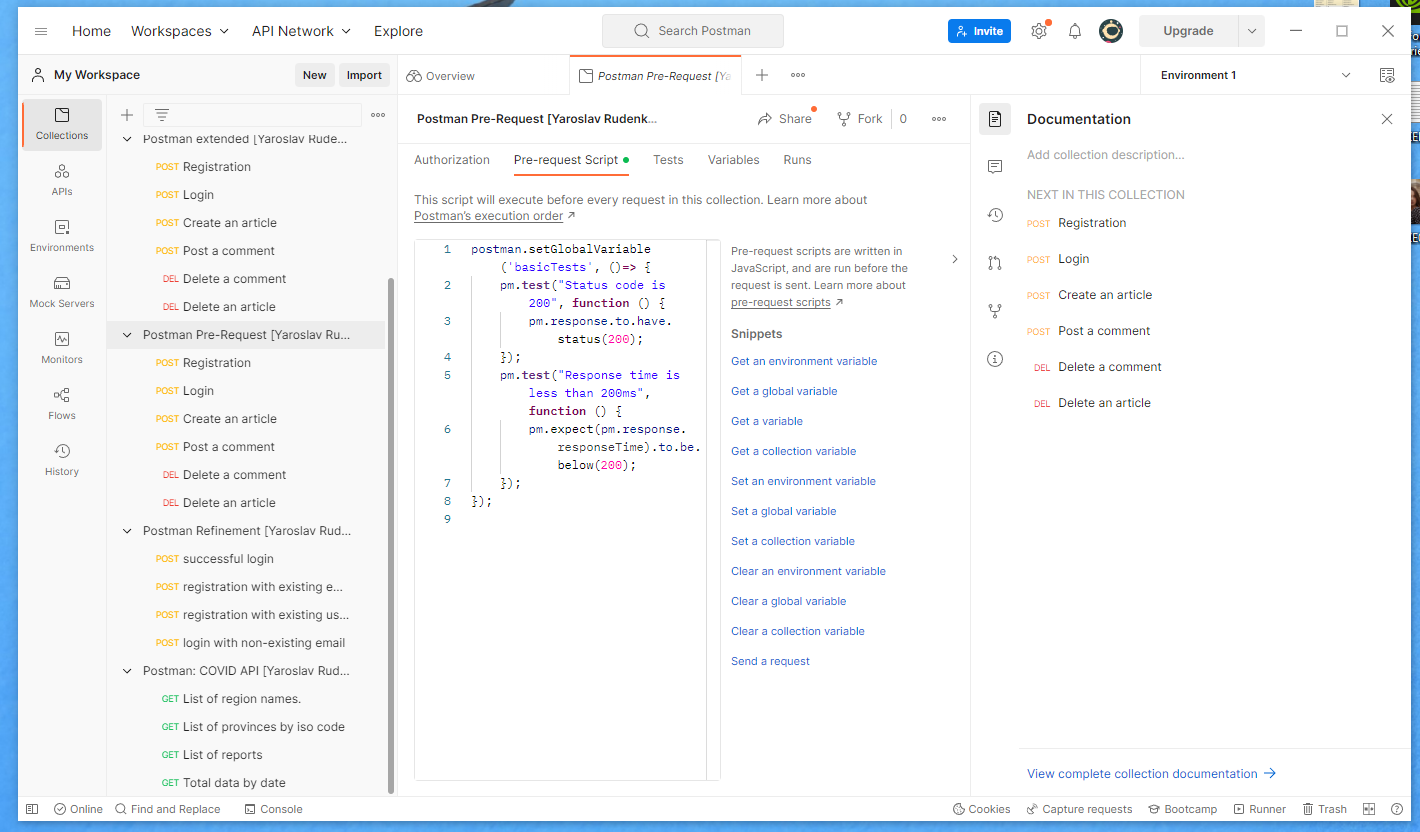 Home
Workspaces
API Network
Explore
Search Postman
Invite
Upgrade
My Workspace
New
Import
Overview
Postman Pre-Request [Ya
Environment 1
Collections
APIs
Environments
Mock Servers
Monitors
Flows
History
Postman extended [Yaroslav Rude...
POST Registration
POST Login
POST Create an article
POST Post a comment
DEL Delete a comment
DEL Delete an article
Postman Pre-Request [Yaroslav Ru...
POST Registration
POST Login
POST Create an article
POST Post a comment
DEL Delete a comment
DEL Delete an article
Postman Refinement [Yaroslav Rud...
POST successful login
POST registration with existing e...
POST registration with existing us...
POST login with non-existing email
Postman: COVID API [Yaroslav Rud...
GET List of region names.
GET List of provinces by iso code
GET List of reports
GET Total data by date
Postman Pre-Request [Yaroslav Rudenk...
Share
Fork
0
Authorization
Pre-request Script
Tests
Variables
Runs
This script will execute before every request in this collection. Learn more about
Postman's execution order ↗
1 postman.setGlobalVariable
('basicTests', ()=> {
2 pm.test("Status code is
200", function () {
3 pm.response.to.have.
status(200);
4 });
5 pm.test("Response time is
less than 200ms",
function () {
6 pm.expect(pm.response.
responseTime).to.be.
below(200);
7 });
8 });
9
Pre-request scripts are written in
JavaScript, and are run before the
request is sent. Learn more about
pre-request scripts ↗
Snippets
Get an environment variable
Get a global variable
Get a variable
Get a collection variable
Set an environment variable
Set a global variable
Set a collection variable
Clear an environment variable
Clear a global variable
Clear a collection variable
Send a request
Documentation
Add collection description...
NEXT IN THIS COLLECTION
POST Registration
POST Login
POST Create an article
POST Post a comment
DEL Delete a comment
DEL Delete an article
View complete collection documentation →
Online
Find and Replace
Console
Cookies
Capture requests
Bootcamp
Runner
Trash